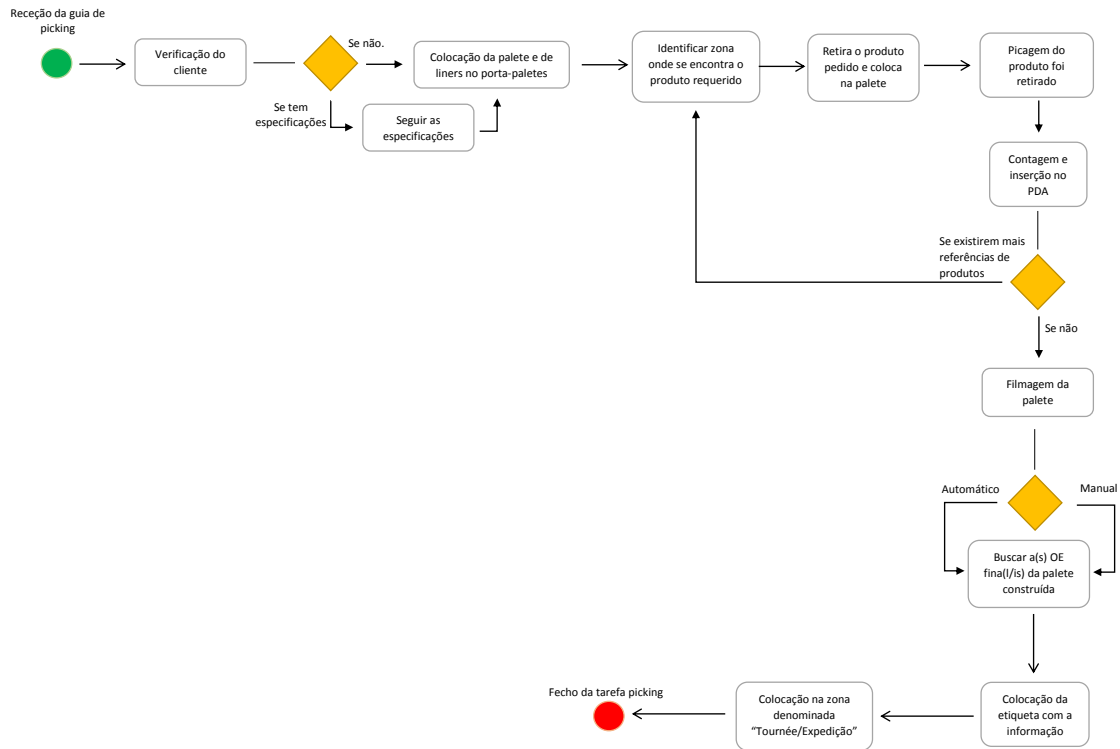 Receção da guia de
picking
Verificação do
cliente
Se não.
Se tem
especificações
Seguir as
especificações
Colocação da palete e de
liners no porta-paletes
Identificar zona
onde se encontra o
produto requerido
Retira o produto
pedido e coloca
na palete
Picagem do
produto foi
retirado
Contagem e
inserção no
PDA
Se existirem mais
referências de
produtos
Se não
Filmagem da
palete
Automático
Manual
Buscar a(s) OE
fina(l/is) da palete
construída
Colocação da
etiqueta com a
informação
Colocação na zona
denominada
“Tournée/Expedição”
Fecho da tarefa picking